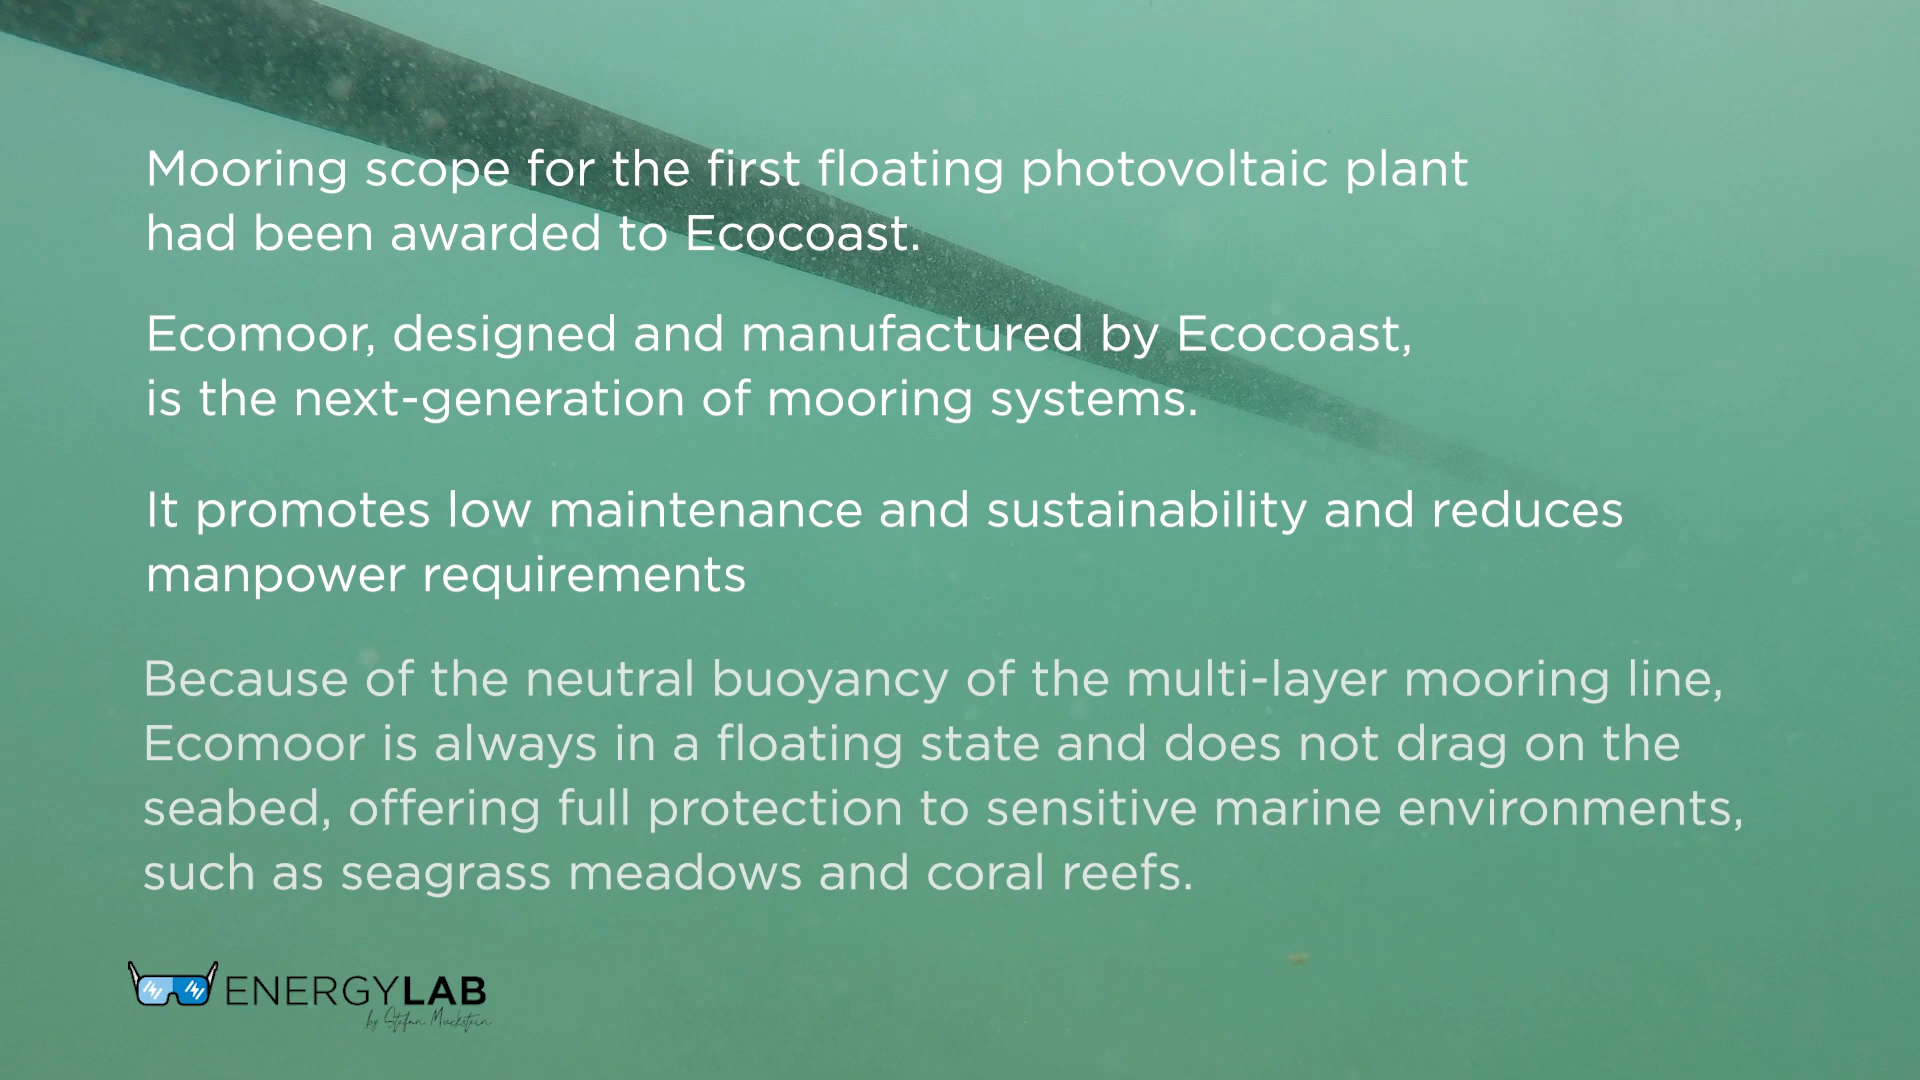 Mooring scope for the first floating photovoltaic plant
had been awarded to Ecocoast.
Ecomoor, designed and manufactured by Ecocoast,
is the next-generation of mooring systems.
It promotes low maintenance and sustainability and reduces
manpower requirements
Because of the neutral buoyancy of the multi-layer mooring line,
Ecomoor is always in a floating state and does not drag on the
seabed, offering full protection to sensitive marine environments,
such as seagrass meadows and coral reefs.
ENERGYLAB
by Stefan Muckstein